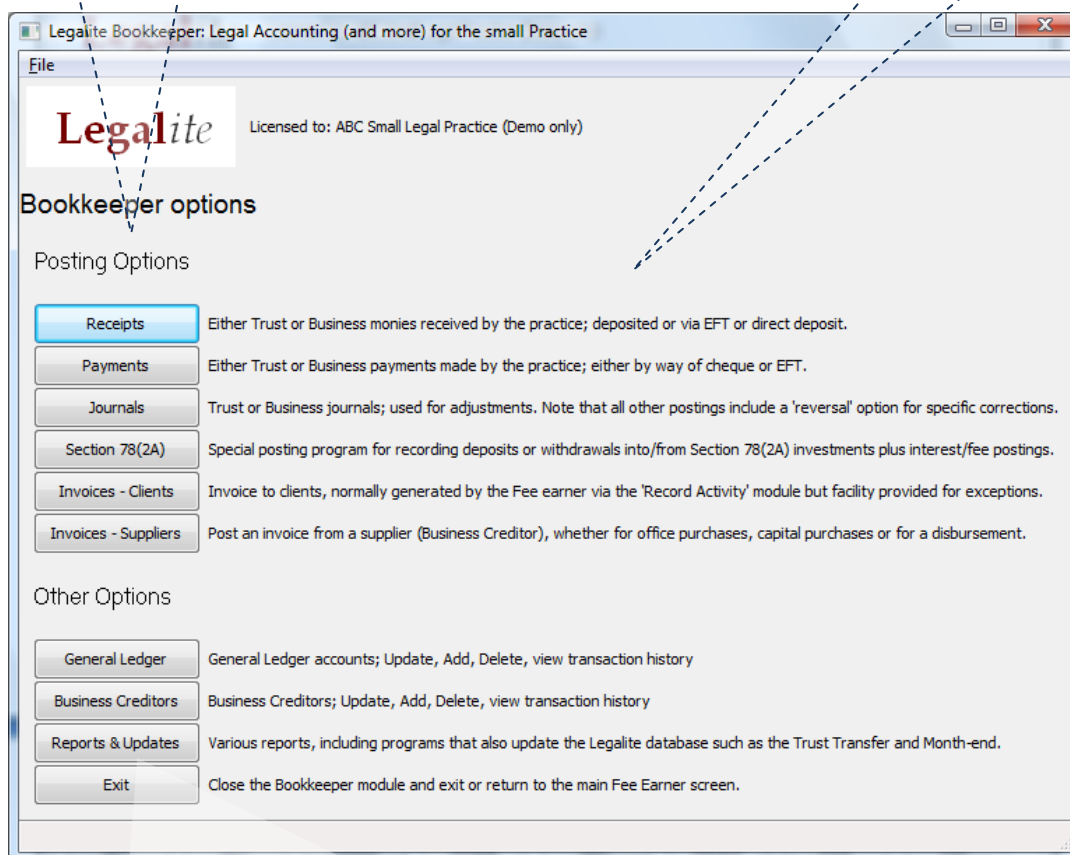 Legalite Bookkeeper: Legal Accounting (and more) for the small Practice
File
Legalite Licensed to: ABC Small Legal Practice (Demo only)
Bookkeeper options
Posting Options
Receipts Either Trust or Business monies received by the practice; deposited or via EFT or direct deposit.
Payments Either Trust or Business payments made by the practice; either by way of cheque or EFT.
Journals Trust or Business journals; used for adjustments. Note that all other postings include a 'reversal' option for specific corrections.
Section 78(2A) Special posting program for recording deposits or withdrawals into/from Section 78(2A) investments plus interest/fee postings.
Invoices - Clients Invoice to clients, normally generated by the Fee earner via the 'Record Activity' module but facility provided for exceptions.
Invoices - Suppliers Post an invoice from a supplier (Business Creditor), whether for office purchases, capital purchases or for a disbursement.
Other Options
General Ledger General Ledger accounts; Update, Add, Delete, view transaction history
Business Creditors Business Creditors; Update, Add, Delete, view transaction history
Reports & Updates Various reports, including programs that also update the Legalite database such as the Trust Transfer and Month-end.
Exit Close the Bookkeeper module and exit or return to the main Fee Earner screen.